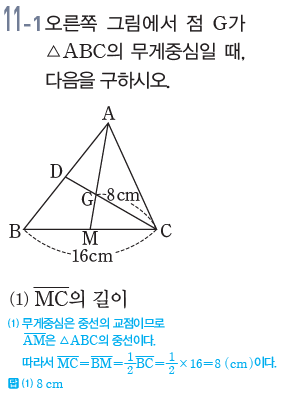 11-1 오른쪽 그림에서 점 G가
△ABC의 무게중심일 때,
다음을 구하시오.
A
D
G
8cm
B
M
C
16cm
(1) MC의 길이
(1) 무게중심은 중선의 교점이므로
AM은 △ABC의 중선이다.
따라서 MC=BM=1/2BC=1/2×16=8 (cm)이다.
답 (1) 8 cm